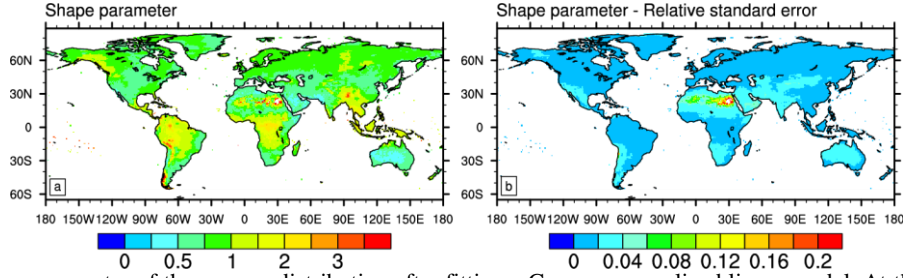 Shape parameter
Shape parameter - Relative standard error
60N
30N
0
30S
60S
a
180 150W 120W 90W 60W 30W 0 30E 60E 90E 120E 150E 180
0 0.5 1 2 3
60N
30N
0
30S
60S
b
180 150W 120W 90W 60W 30W 0 30E 60E 90E 120E 150E 180
0 0.04 0.08 0.12 0.16 0.2